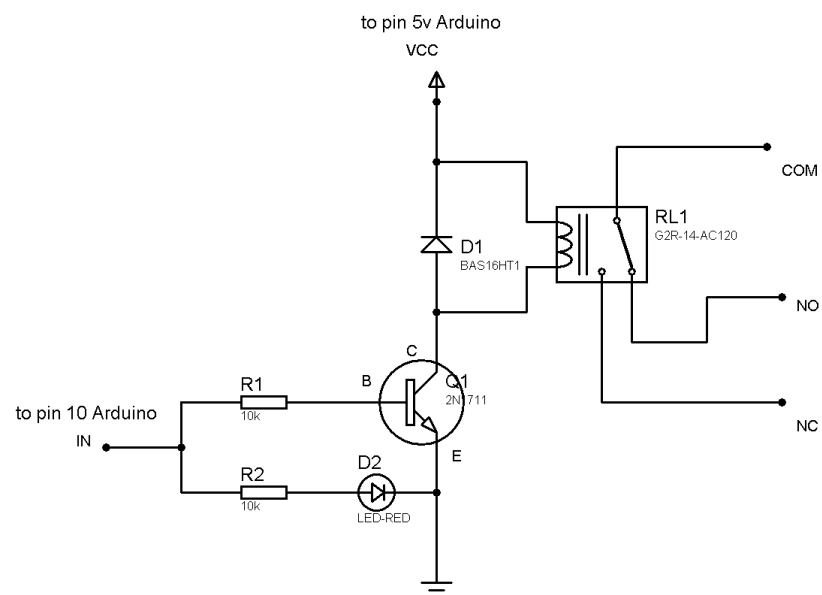 to pin 5v Arduino
VCC
COM
RL1
G2R-14-AC120
D1
BAS16HT1
NO
C
Q1
B
2N1711
R1
10k
to pin 10 Arduino
IN
NC
E
R2
10k
D2
LED-RED